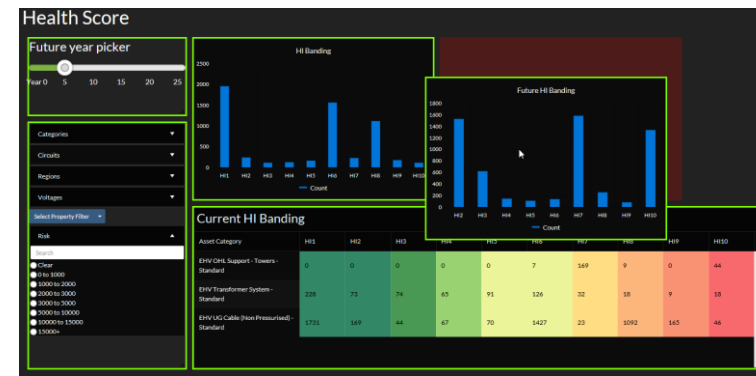 Health Score
Future year picker
Year 0 5 10 15 20 25
Categories
Circuits
Regions
Voltages
Select Property Filter
Risk
Search
Clear
0 to 1000
1000 to 2000
2000 to 3000
3000 to 5000
5000 to 10000
10000 to 15000
15000+
HI Banding
2500
2000
1500
1000
500
0
HI1 HI2 HI3 HI4 HI5 HI6 HI7 HI8 HI9 HI10
Count
Future HI Banding
1800
1600
1400
1200
1000
800
600
400
200
0
HI2 HI3 HI4 HI5 HI6 HI7 HI8 HI9 HI10
Count
Current HI Banding
Asset Category HI1 HI2 HI3 HI4 HI5 HI6 HI7 HI8 HI9 HI10
EHV OHL Support - Towers - Standard 0 0 0 0 0 7 169 9 0 44
EHV Transformer System - Standard 228 73 74 65 91 126 32 18 9 18
EHV UG Cable (Non Pressurised) - Standard 1731 169 44 67 70 1427 23 1092 165 46